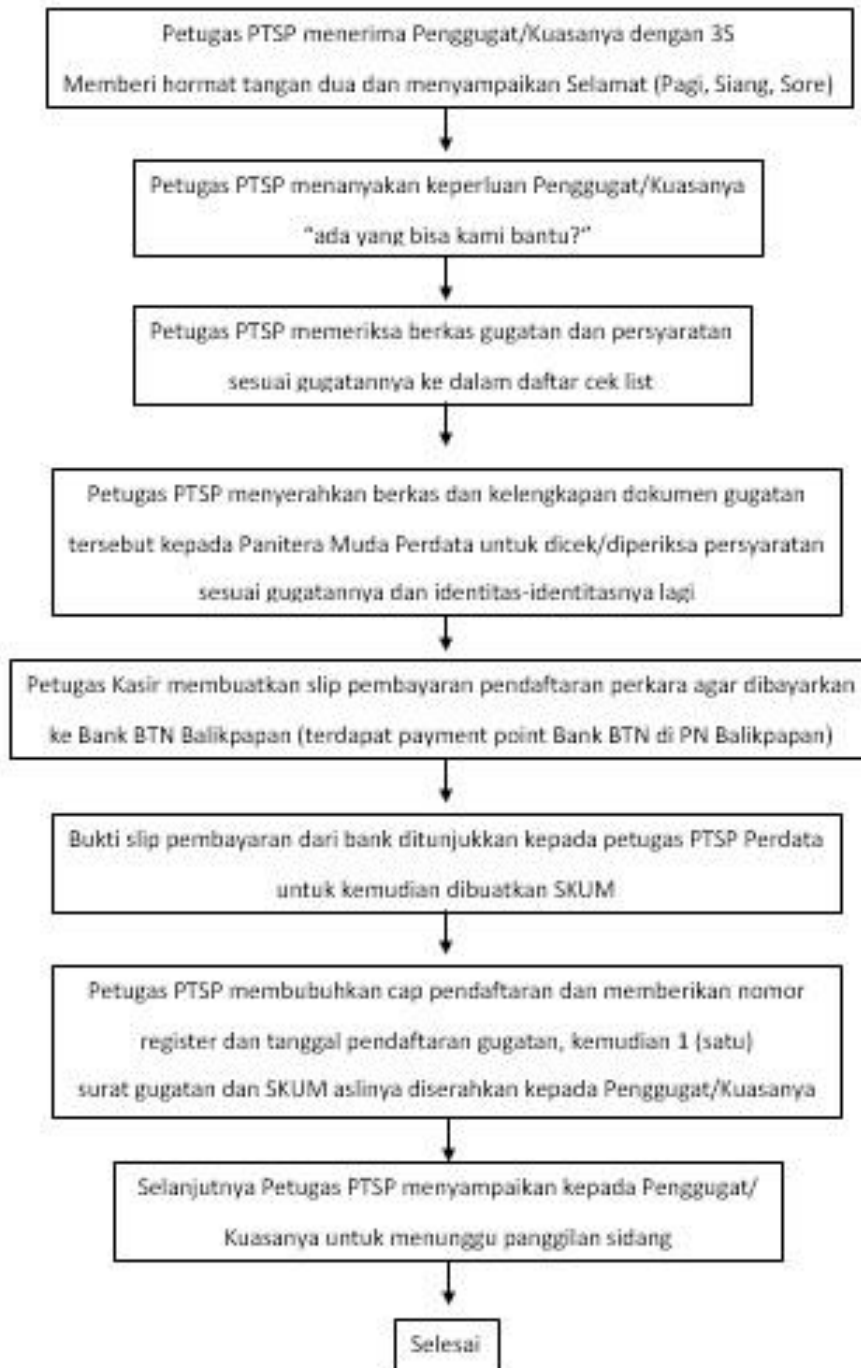 Petugas PTSP menerima Penggugat/Kuasanya dengan 3S
Memberi hormat tangan dua dan menyampaikan Selamat (Pagi, Siang, Sore)
Petugas PTSP menanyakan keperluan Penggugat/Kuasanya
"ada yang bisa kami bantu?"
Petugas PTSP memeriksa berkas gugatan dan persyaratan
sesuai gugatannya ke dalam daftar cek list
Petugas PTSP menyerahkan berkas dan kelengkapan dokumen gugatan
tersebut kepada Panitera Muda Perdata untuk dicek/diperiksa persyaratan
sesuai gugatannya dan identitas-identitasnya lagi
Petugas Kasir membuatkan slip pembayaran pendaftaran perkara agar dibayarkan
ke Bank BTN Balikpapan (terdapat payment point Bank BTN di PN Balikpapan)
Bukti slip pembayaran dari bank ditunjukkan kepada petugas PTSP Perdata
untuk kemudian dibuatkan SKUM
Petugas PTSP membubuhkan cap pendaftaran dan memberikan nomor
register dan tanggal pendaftaran gugatan, kemudian 1 (satu)
surat gugatan dan SKUM aslinya diserahkan kepada Penggugat/Kuasanya
Selanjutnya Petugas PTSP menyampaikan kepada Penggugat/
Kuasanya untuk menunggu panggilan sidang
Selesai